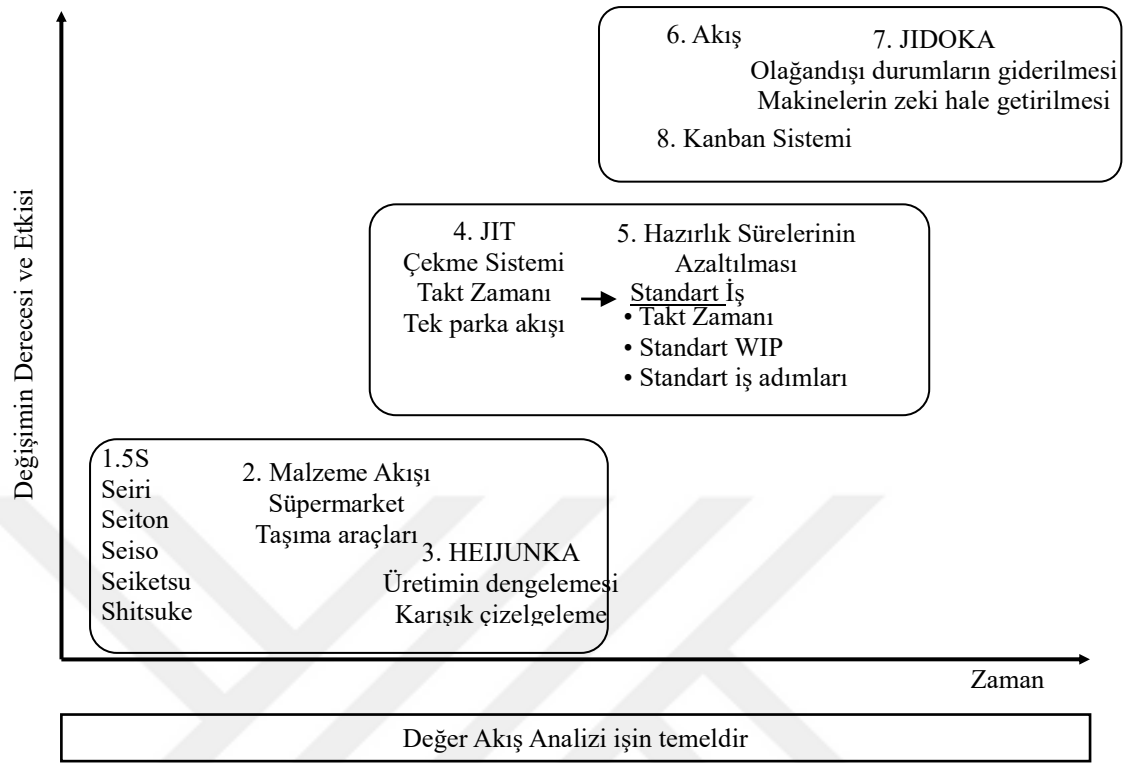 6. Akış
7. JIDOKA
Olağandışı durumların giderilmesi
Makinelerin zeki hale getirilmesi
8. Kanban Sistemi
4. JIT
Çekme Sistemi
Takt Zamanı
Tek parka akışı
5. Hazırlık Sürelerinin
Azaltılması
Standart İş
• Takt Zamanı
• Standart WIP
• Standart iş adımları
1.5S
Seiri
Seiton
Seiso
Seiketsu
Shitsuke
2. Malzeme Akışı
Süpermarket
Taşıma araçları
3. HEIJUNKA
Üretimin dengelemesi
Karışık çizelgeleme
Değişimin Derecesi ve Etkisi
Zaman
Değer Akış Analizi işin temeldir